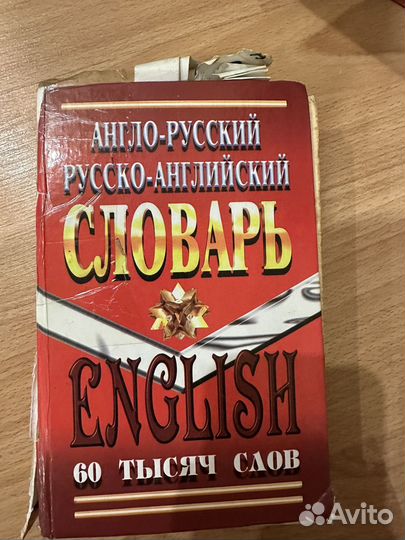 АНГЛО-РУССКИЙ
РУССКО-АНГЛИЙСКИЙ
СЛОВАРЬ
ENGLISH
60 ТЫСЯЧ СЛОВ
Avito